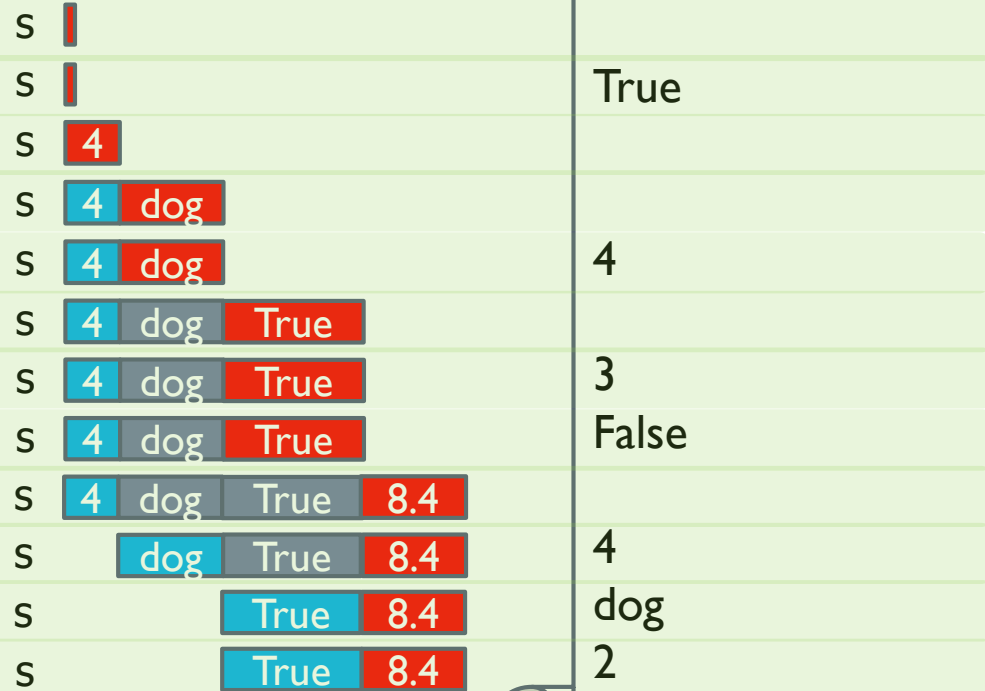 s
s True
s 4
s 4 dog
s 4 dog 4
s 4 dog True
s 4 dog True 3
s 4 dog True False
s 4 dog True 8.4
s dog True 8.4 4
s True 8.4 dog
s True 8.4 2